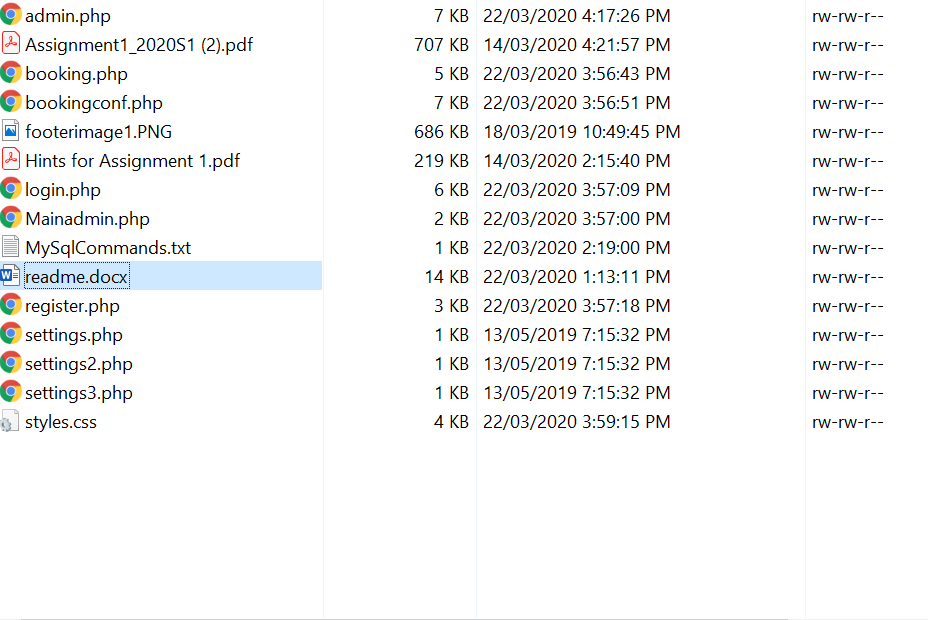 admin.php 7 KB 22/03/2020 4:17:26 PM rw-rw-r--
Assignment1_2020S1 (2).pdf 707 KB 14/03/2020 4:21:57 PM rw-rw-r--
booking.php 5 KB 22/03/2020 3:56:43 PM rw-rw-r--
bookingconf.php 7 KB 22/03/2020 3:56:51 PM rw-rw-r--
footerimage1.PNG 686 KB 18/03/2019 10:49:45 PM rw-rw-r--
Hints for Assignment 1.pdf 219 KB 14/03/2020 2:15:40 PM rw-rw-r--
login.php 6 KB 22/03/2020 3:57:09 PM rw-rw-r--
Mainadmin.php 2 KB 22/03/2020 3:57:00 PM rw-rw-r--
MySqlCommands.txt 1 KB 22/03/2020 2:19:00 PM rw-rw-r--
readme.docx 14 KB 22/03/2020 1:13:11 PM rw-rw-r--
register.php 3 KB 22/03/2020 3:57:18 PM rw-rw-r--
settings.php 1 KB 13/05/2019 7:15:32 PM rw-rw-r--
settings2.php 1 KB 13/05/2019 7:15:32 PM rw-rw-r--
settings3.php 1 KB 13/05/2019 7:15:32 PM rw-rw-r--
styles.css 4 KB 22/03/2020 3:59:15 PM rw-rw-r--